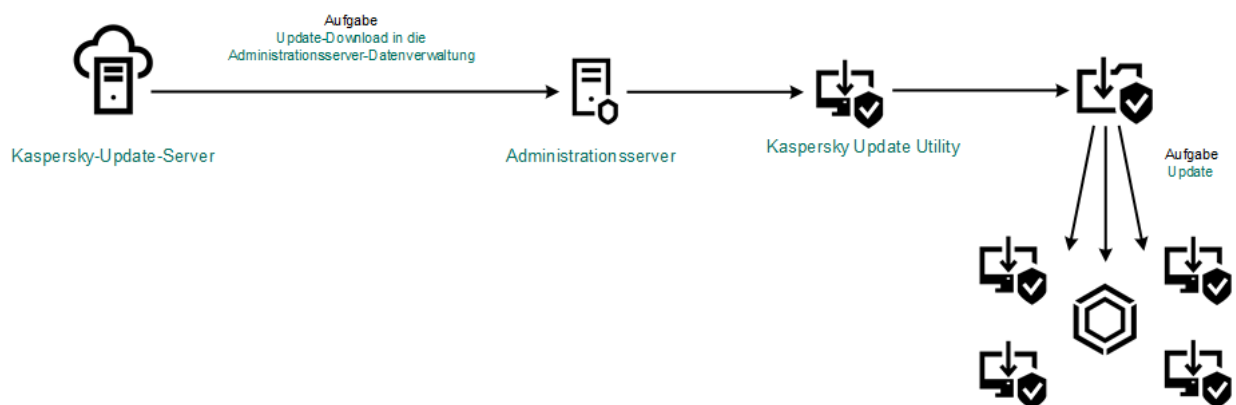 Aufgabe
Update-Download in die
Administrationsserver-Datenverwaltung
Kaspersky-Update-Server
Administrationsserver
Kaspersky Update Utility
Aufgabe
Update